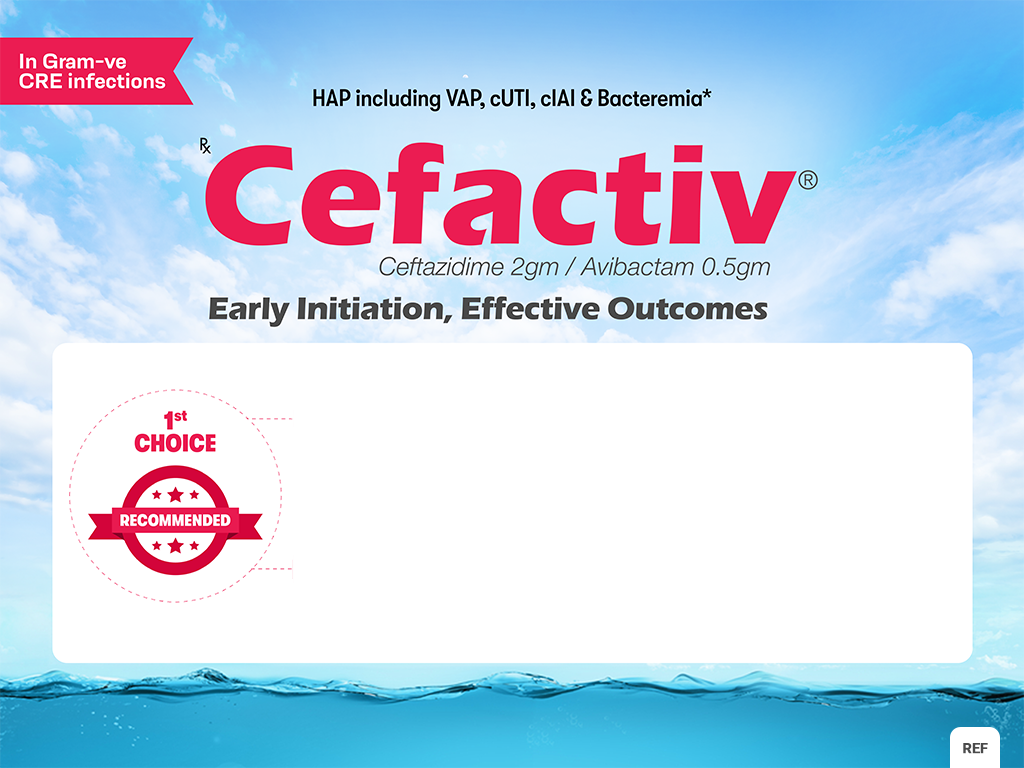 In Gram-ve
CRE infections
HAP including VAP, cUTI, cIAI & Bacteremia*
℞
Cefactiv®
Ceftazidime 2gm / Avibactam 0.5gm
Early Initiation, Effective Outcomes
1st
CHOICE
RECOMMENDED
REF